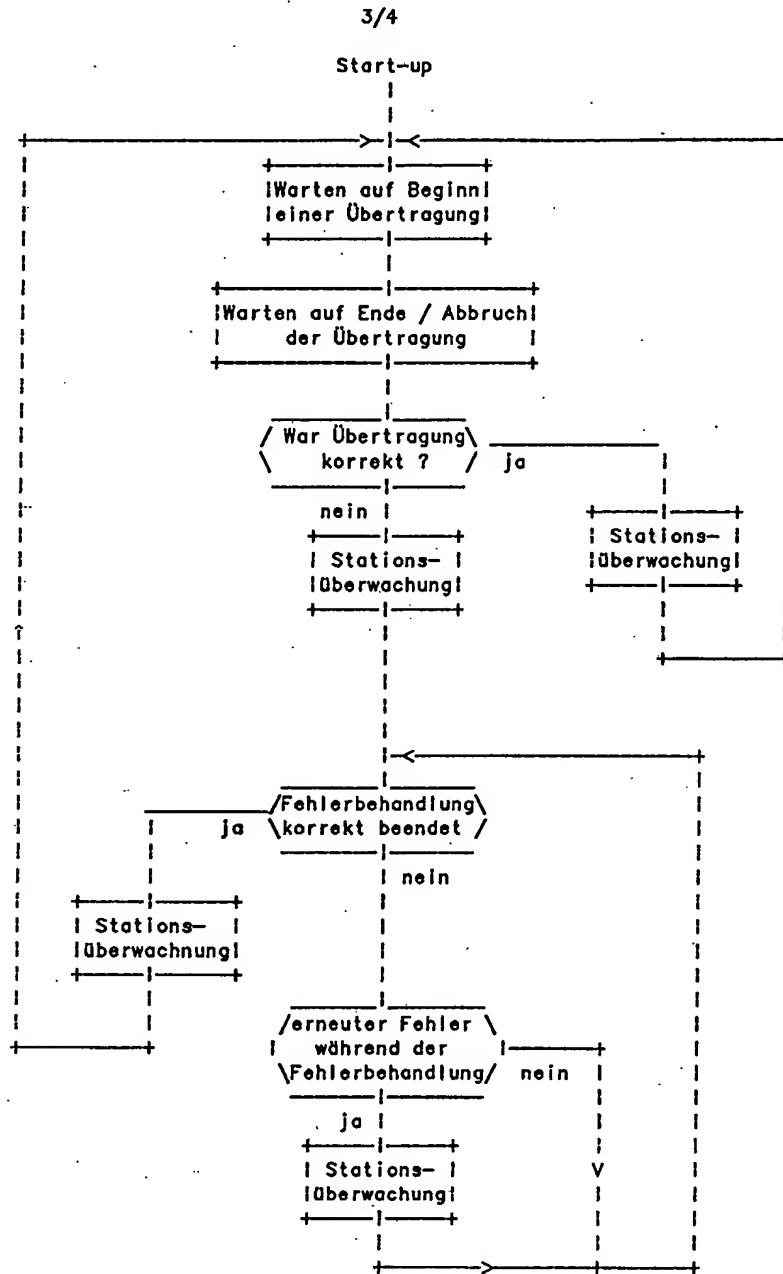 3/4
Start-up
Warten auf Beginn
einer Übertragung
Warten auf Ende / Abbruch
der Übertragung
War Übertragung
korrekt ?
ja
nein
Stations-
überwachung
Stations-
überwachung
Fehlerbehandlung
korrekt beendet
ja
nein
Stations-
überwachnung
erneuter Fehler
während der
Fehlerbehandlung
nein
ja
Stations-
überwachung